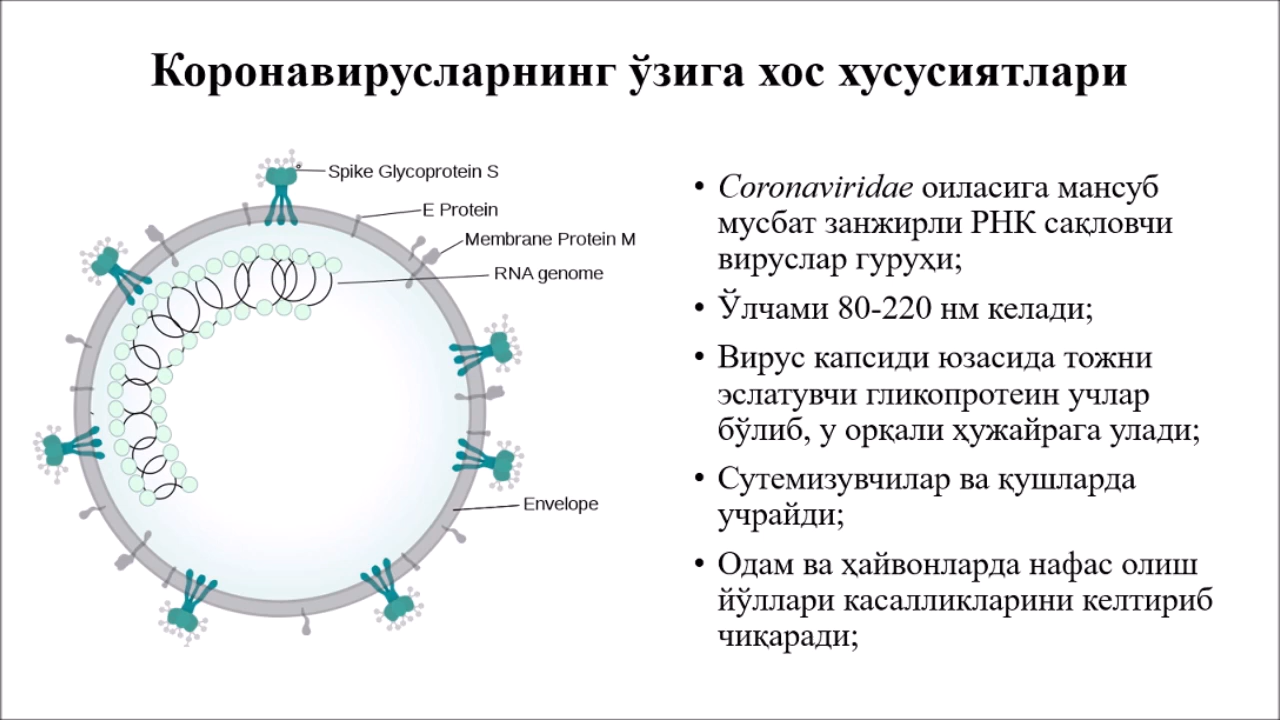 Коронавирусларнинг ўзига хос хусусиятлари
Spike Glycoprotein S
E Protein
Membrane Protein M
RNA genome
Envelope
• Coronaviridae оиласига мансуб
мусбат занжирли РНК сақловчи
вируслар гуруҳи;
• Ўлчами 80-220 нм келади;
• Вирус капсиди юзасида тожни
эслатувчи гликопротеин учлар
бўлиб, у орқали ҳужайрага улади;
• Сутемизувчилар ва қушларда
учрайди;
• Одам ва ҳайвонларда нафас олиш
йўллари касалликларини келтириб
чиқаради;